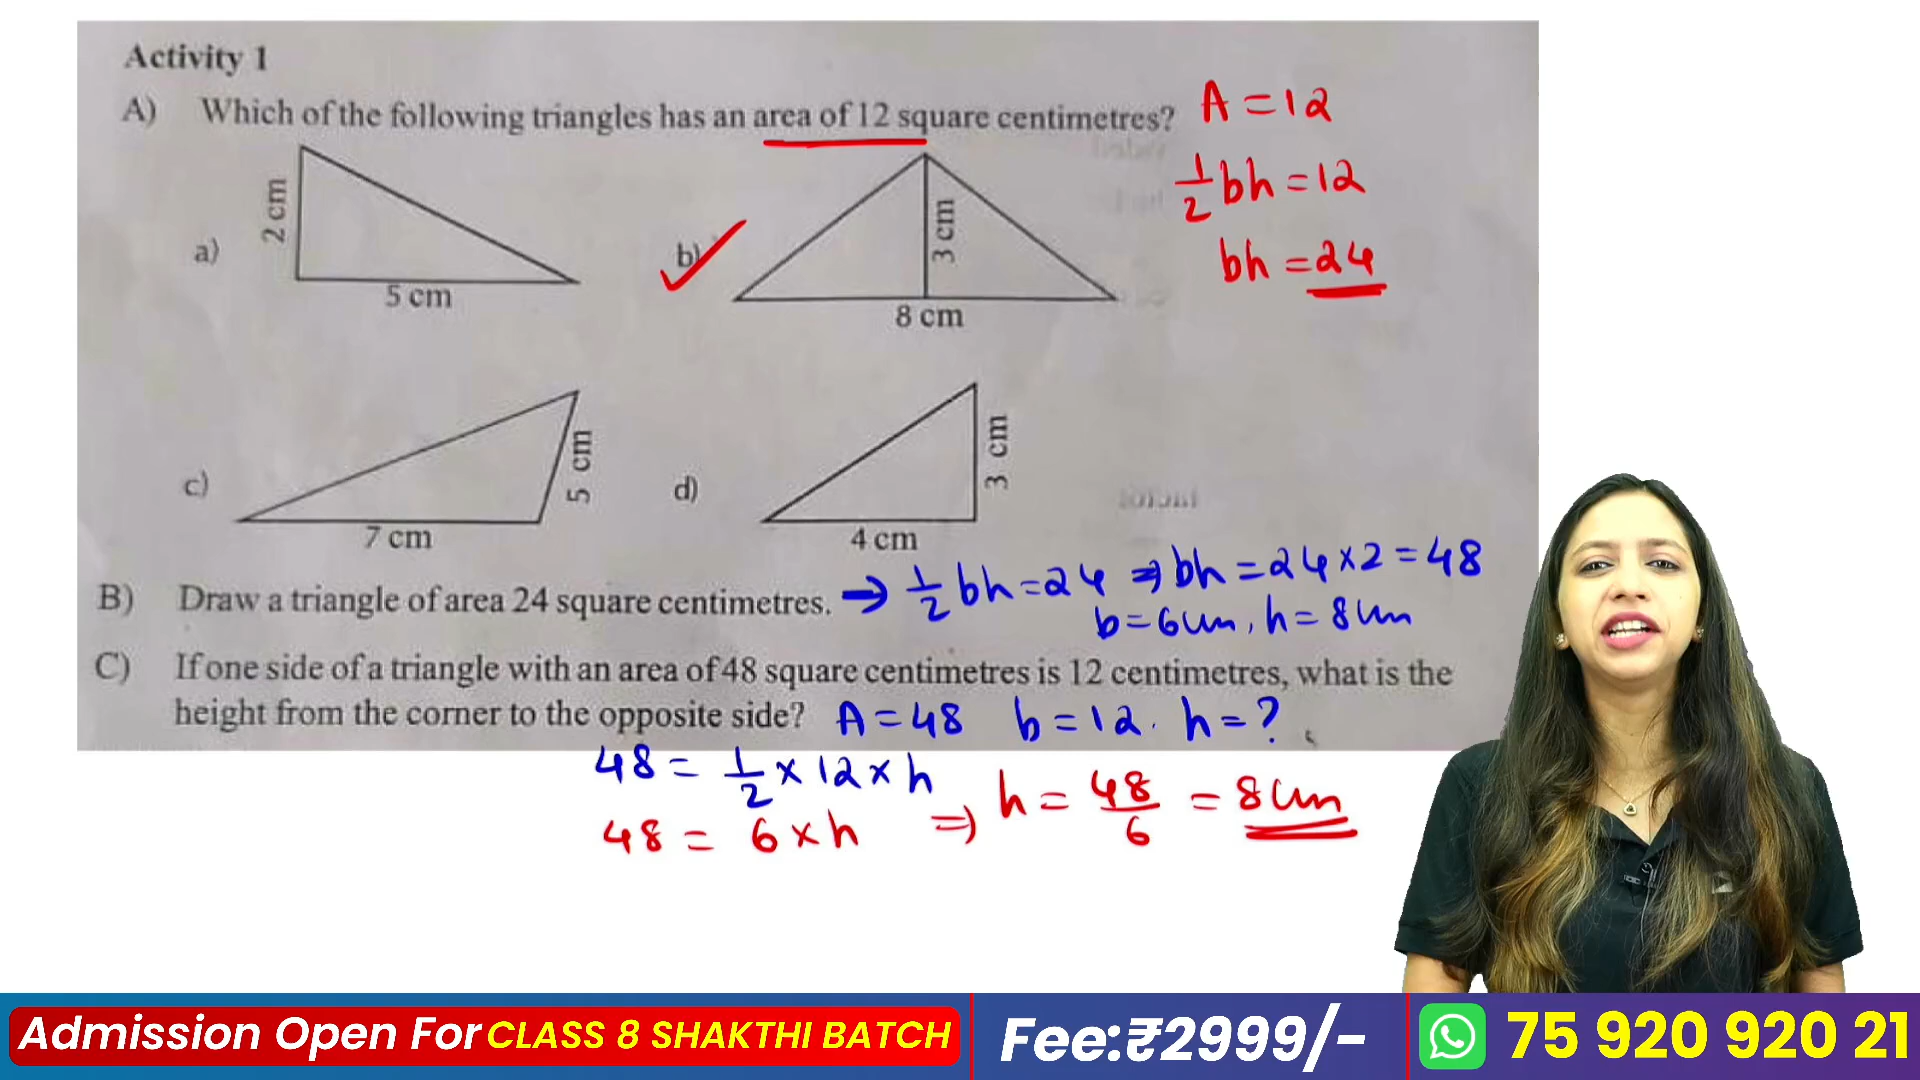 Activity 1
A) Which of the following triangles has an area of 12 square centimetres?
A = 12
1/2 bh = 12
bh = 24
a)
2 cm
5 cm
b)
3 cm
8 cm
c)
5 cm
7 cm
d)
3 cm
4 cm
B) Draw a triangle of area 24 square centimetres. → 1/2 bh = 24 ⇒ bh = 24 × 2 = 48
b = 6cm, h = 8cm
C) If one side of a triangle with an area of 48 square centimetres is 12 centimetres, what is the
height from the corner to the opposite side? A = 48 b = 12. h = ?
48 = 1/2 × 12 × h
48 = 6 × h ⇒ h = 48/6 = 8cm
Admission Open For CLASS 8 SHAKTHI BATCH
Fee:₹2999/-
75 920 920 21